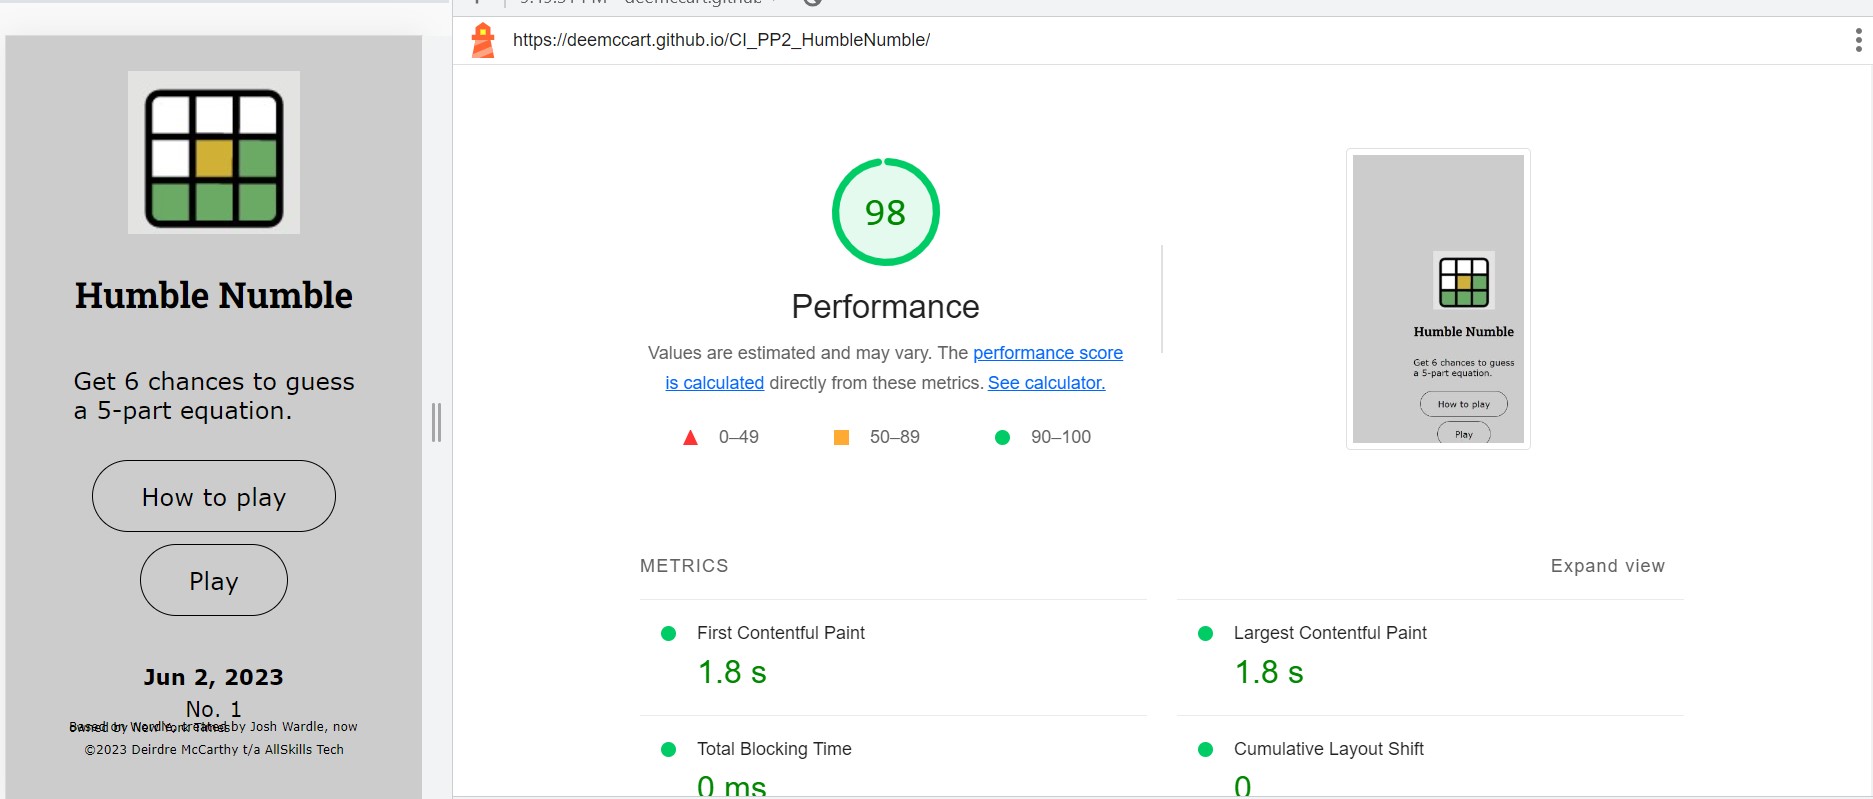 https://deemccart.github.io/CI_PP2_HumbleNumble/
Humble Numble
Get 6 chances to guess
a 5-part equation.
How to play
Play
Jun 2, 2023
No. 1
Based on Wordle, created by Josh Wardle, now
owned by New York Times
©2023 Deirdre McCarthy t/a AllSkills Tech
98
Performance
Values are estimated and may vary. The performance score
is calculated directly from these metrics. See calculator.
0–49
50–89
90–100
Humble Numble
Get 6 chances to guess
a 5-part equation.
How to play
Play
METRICS
Expand view
First Contentful Paint
1.8 s
Largest Contentful Paint
1.8 s
Total Blocking Time
0 ms
Cumulative Layout Shift
0